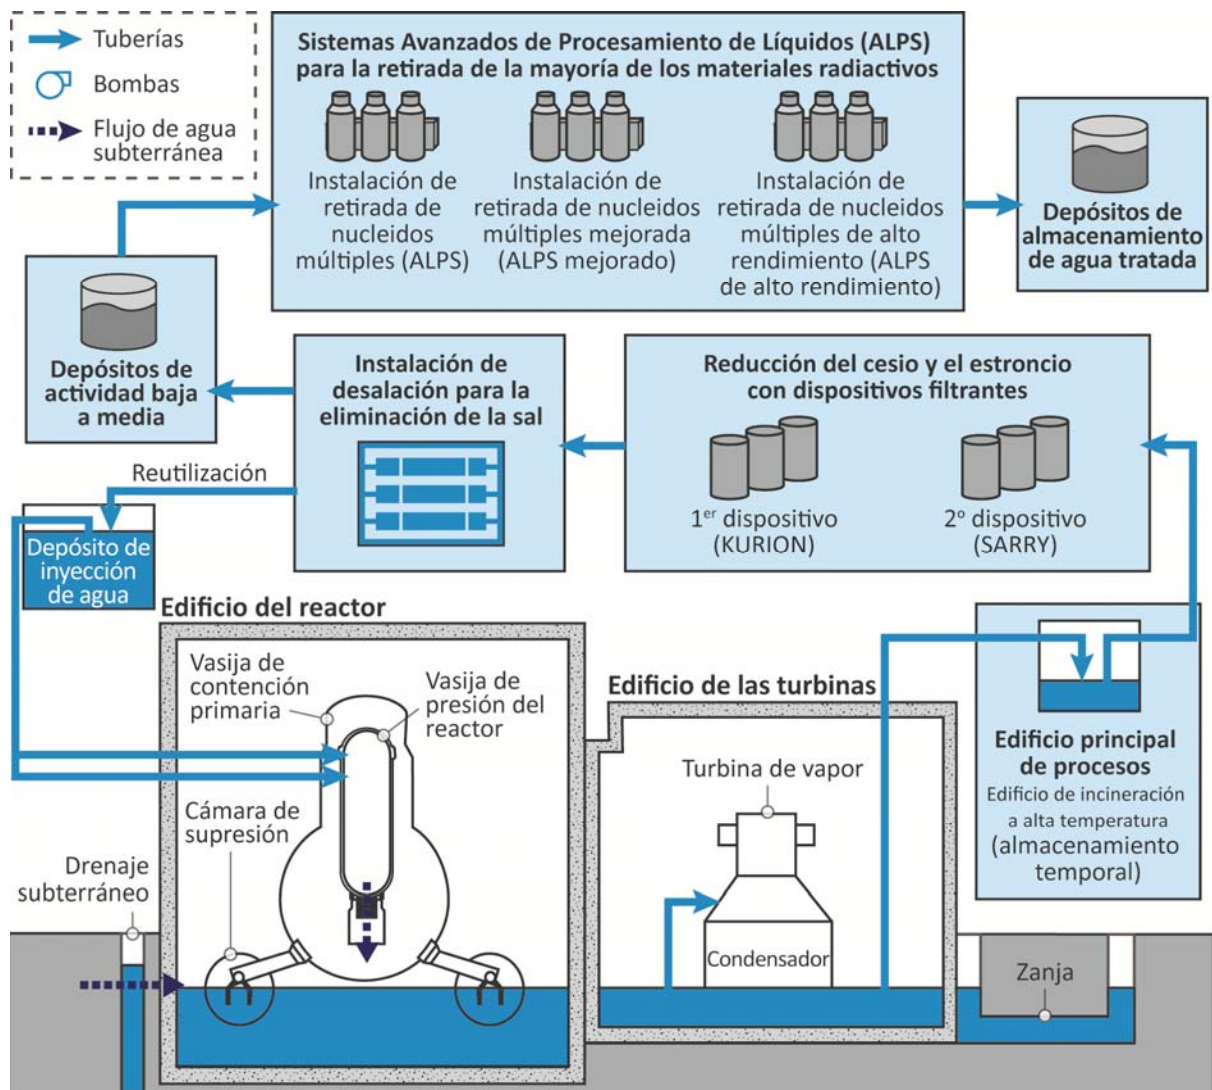 Tuberías
Bombas
Flujo de agua
subterránea
Sistemas Avanzados de Procesamiento de Líquidos (ALPS)
para la retirada de la mayoría de los materiales radiactivos
Instalación de
retirada de
nucleidos
múltiples (ALPS)
Instalación de
retirada de nucleidos
múltiples mejorada
(ALPS mejorado)
Instalación de
retirada de nucleidos
múltiples de alto
rendimiento (ALPS
de alto rendimiento)
Depósitos de
almacenamiento
de agua tratada
Depósitos de
actividad baja
a media
Instalación de
desalación para la
eliminación de la sal
Reducción del cesio y el estroncio
con dispositivos filtrantes
1er dispositivo
(KURION)
2º dispositivo
(SARRY)
Reutilización
Depósito de
inyección
de agua
Edificio del reactor
Vasija de
contención
primaria
Vasija de
presión del
reactor
Cámara de
supresión
Drenaje
subterráneo
Edificio de las turbinas
Turbina de vapor
Condensador
Edificio principal
de procesos
Edificio de incineración
a alta temperatura
(almacenamiento
temporal)
Zanja